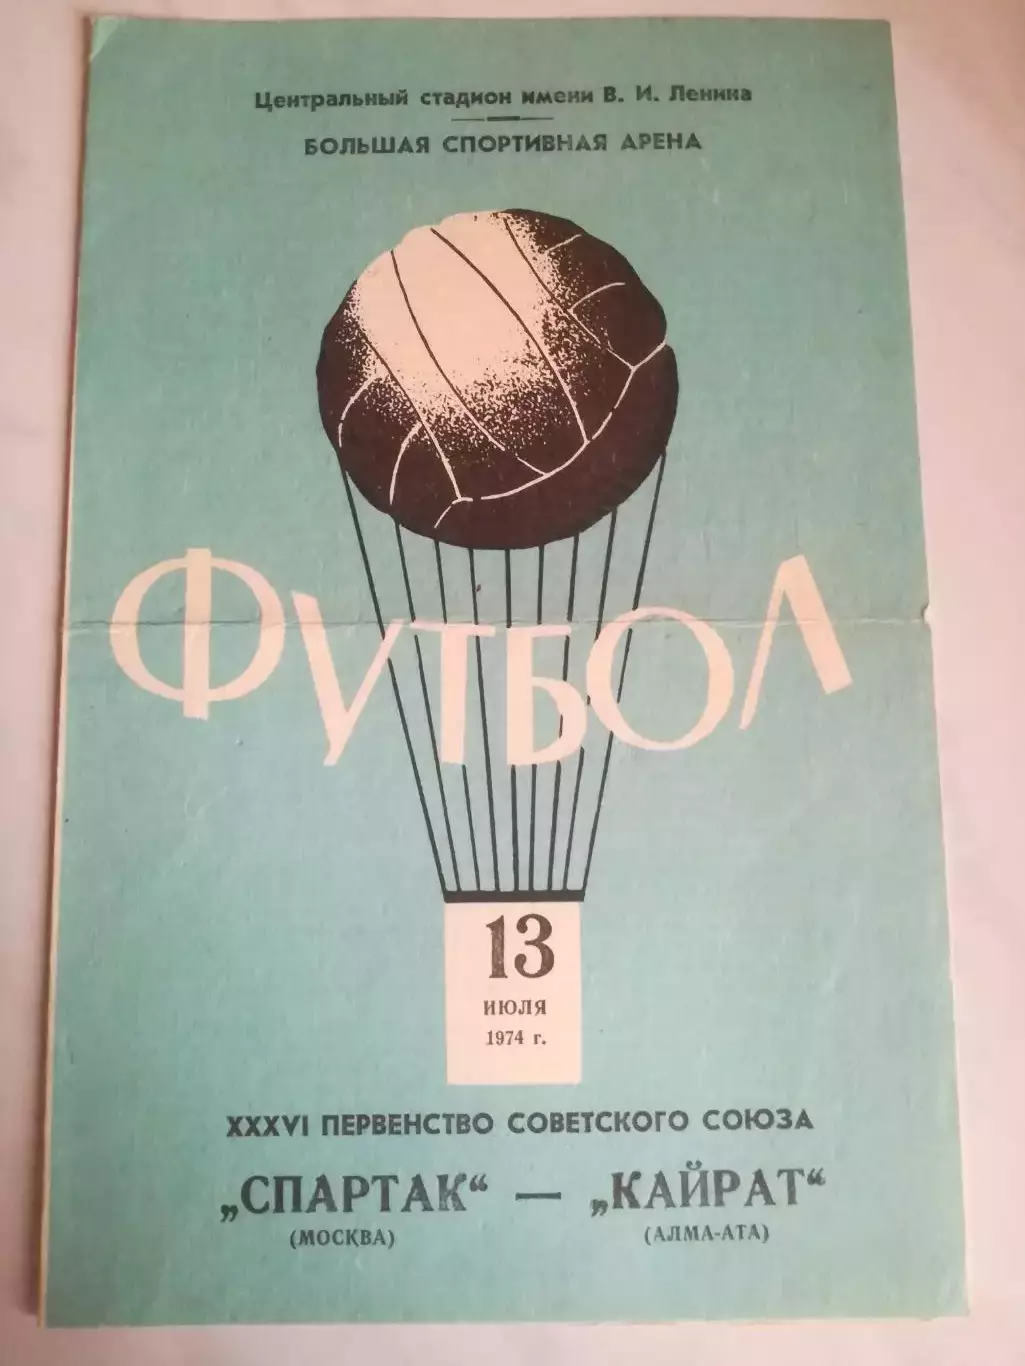 Центральный стадион имени В. И. Ленина
БОЛЬШАЯ СПОРТИВНАЯ АРЕНА
ФУТБОЛ
13
ИЮЛЯ
1974 г.
XXXVI ПЕРВЕНСТВО СОВЕТСКОГО СОЮЗА
„СПАРТАК“ — „КАЙРАТ“
(МОСКВА) (АЛМА-АТА)